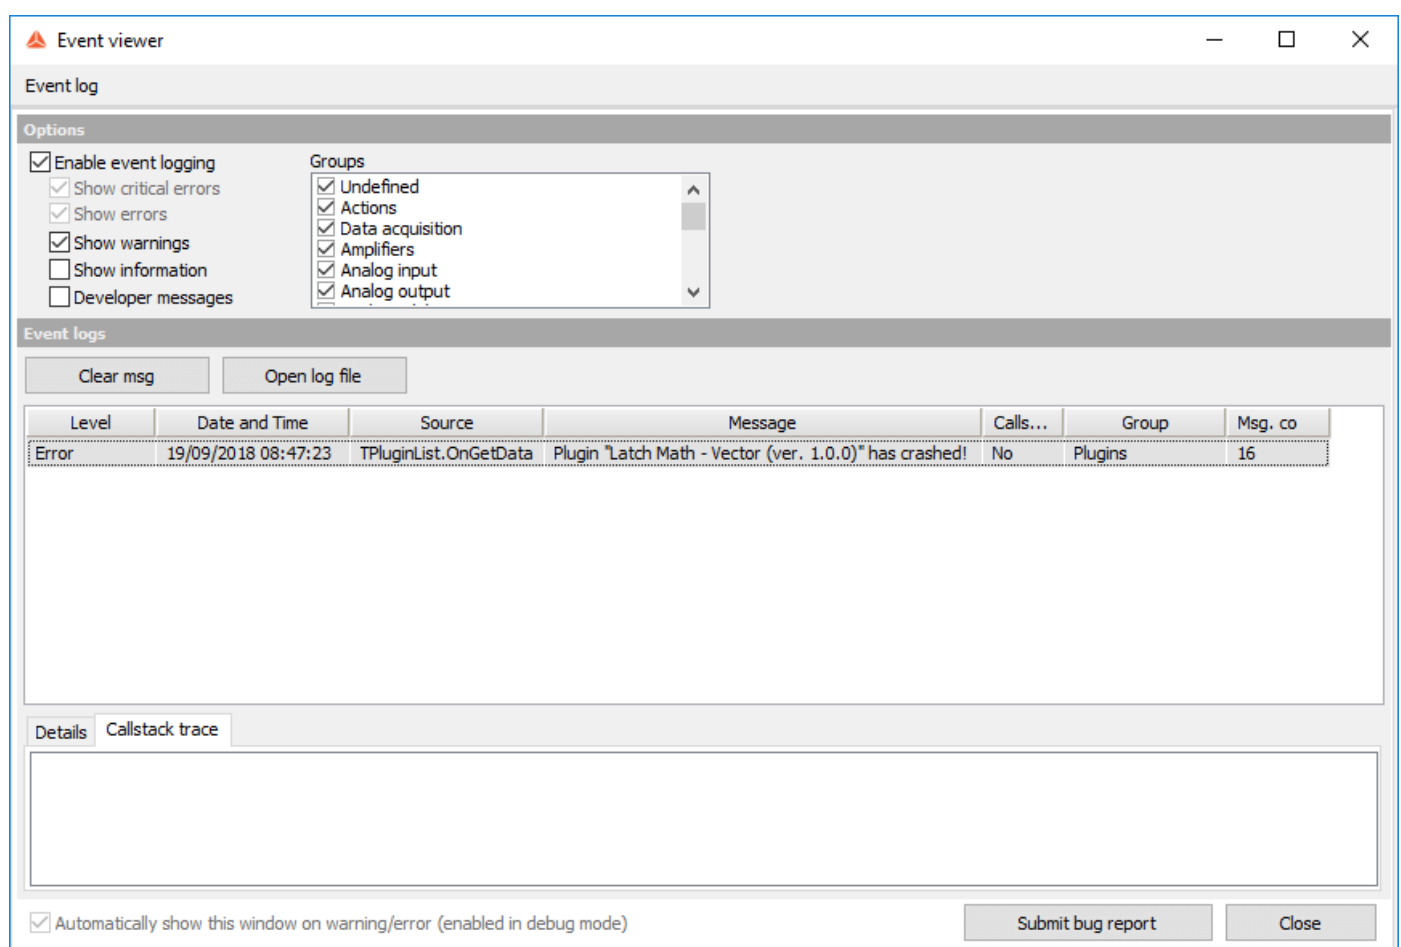 Event viewer
Event log
Options
Enable event logging
Groups
Show critical errors
Show errors
Show warnings
Show information
Developer messages
Undefined
Actions
Data acquisition
Amplifiers
Analog input
Analog output
Event logs
Clear msg Open log file
Level Date and Time Source Message Calls... Group Msg. co
Error 19/09/2018 08:47:23 TPluginList.OnGetData Plugin "Latch Math - Vector (ver. 1.0.0)" has crashed! No Plugins 16
Details Callstack trace
Automatically show this window on warning/error (enabled in debug mode) Submit bug report Close